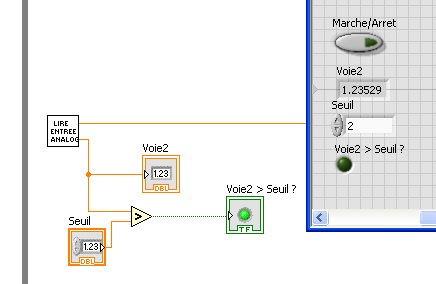 Marche/Arret
Voie2
1.23529
Seuil
2
Voie2 > Seuil ?
LIRE
ENTREE
ANALOG
Voie2
1.23
DBL
Voie2 > Seuil ?
TF
>
Seuil
1.23
DBL